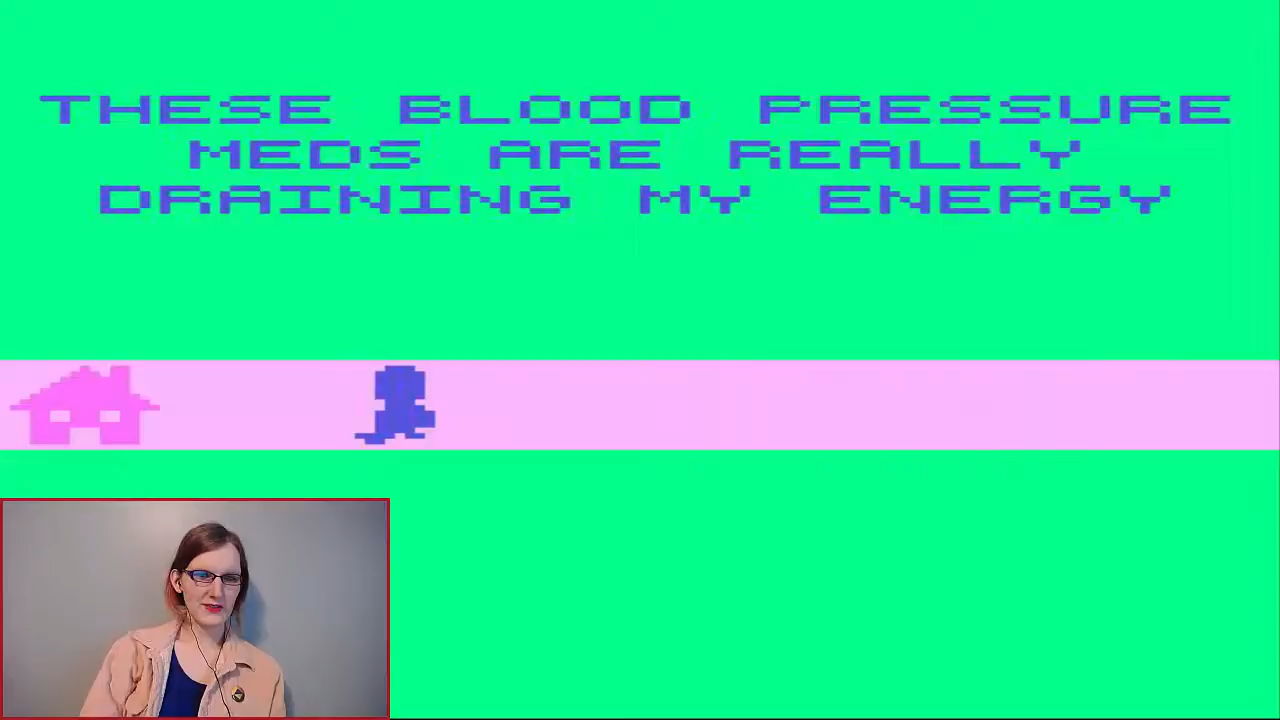 THESE BLOOD PRESSURE
MEDS ARE REALLY
DRAINING MY ENERGY